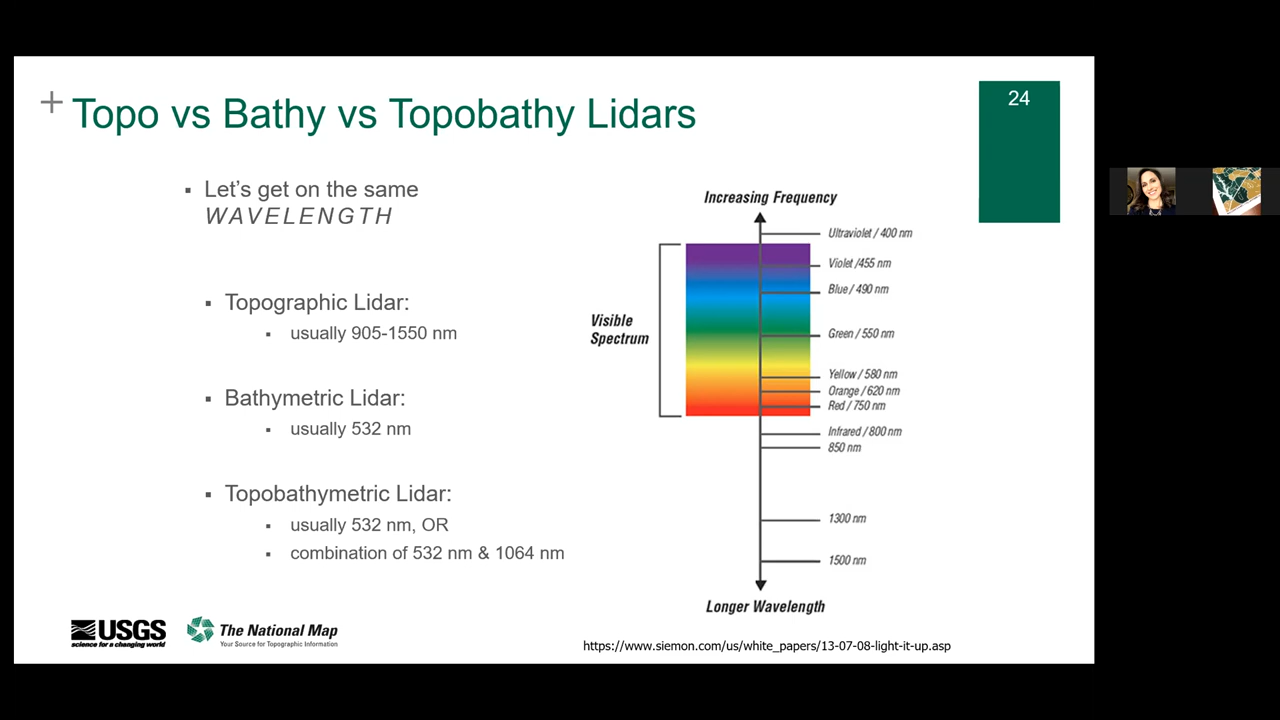 +
Topo vs Bathy vs Topobathy Lidars
24
▪ Let’s get on the same
WAVELENGTH
▪ Topographic Lidar:
▪ usually 905-1550 nm
▪ Bathymetric Lidar:
▪ usually 532 nm
▪ Topobathymetric Lidar:
▪ usually 532 nm, OR
▪ combination of 532 nm & 1064 nm
Increasing Frequency
Ultraviolet / 400 nm
Violet /455 nm
Blue / 490 nm
Green / 550 nm
Yellow / 580 nm
Orange / 620 nm
Red / 750 nm
Infrared / 800 nm
850 nm
1300 nm
1500 nm
Visible
Spectrum
Longer Wavelength
USGS
science for a changing world
The National Map
Your Source for Topographic Information
https://www.siemon.com/us/white_papers/13-07-08-light-it-up.asp